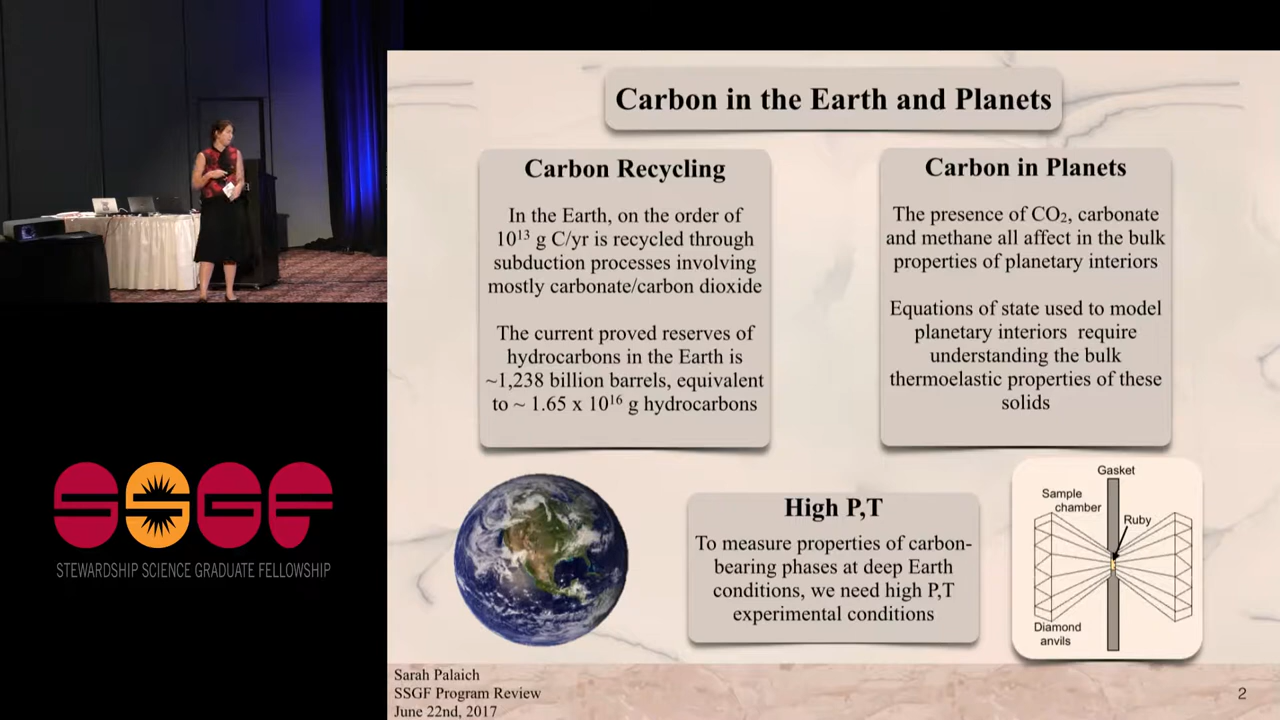 Carbon in the Earth and Planets
Carbon Recycling
In the Earth, on the order of
10¹³ g C/yr is recycled through
subduction processes involving
mostly carbonate/carbon dioxide
The current proved reserves of
hydrocarbons in the Earth is
~1,238 billion barrels, equivalent
to ~ 1.65 x 10¹⁶ g hydrocarbons
Carbon in Planets
The presence of CO₂, carbonate
and methane all affect in the bulk
properties of planetary interiors
Equations of state used to model
planetary interiors require
understanding the bulk
thermoelastic properties of these
solids
High P,T
To measure properties of carbon-
bearing phases at deep Earth
conditions, we need high P,T
experimental conditions
Gasket
Sample
chamber
Ruby
Diamond
anvils
SSGF
STEWARDSHIP SCIENCE GRADUATE FELLOWSHIP
Sarah Palaich
SSGF Program Review
June 22nd, 2017
2